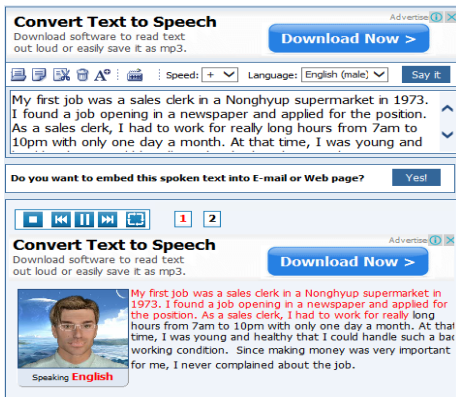 Advertise
Convert Text to Speech
Download software to read text
out loud or easily save it as mp3.
Download Now >
Speed: + Language: English (male) Say it
My first job was a sales clerk in a Nonghyup supermarket in 1973.
I found a job opening in a newspaper and applied for the position.
As a sales clerk, I had to work for really long hours from 7am to
10pm with only one day a month. At that time, I was young and
Do you want to embed this spoken text into E-mail or Web page? Yes!
1 2
Advertise
Convert Text to Speech
Download software to read text
out loud or easily save it as mp3.
Download Now >
My first job was a sales clerk in a Nonghyup supermarket in
1973. I found a job opening in a newspaper and applied for
the position. As a sales clerk, I had to work for really long
hours from 7am to 10pm with only one day a month. At that
time, I was young and healthy that I could handle such a bac
working condition. Since making money was very important
for me, I never complained about the job.
Speaking English